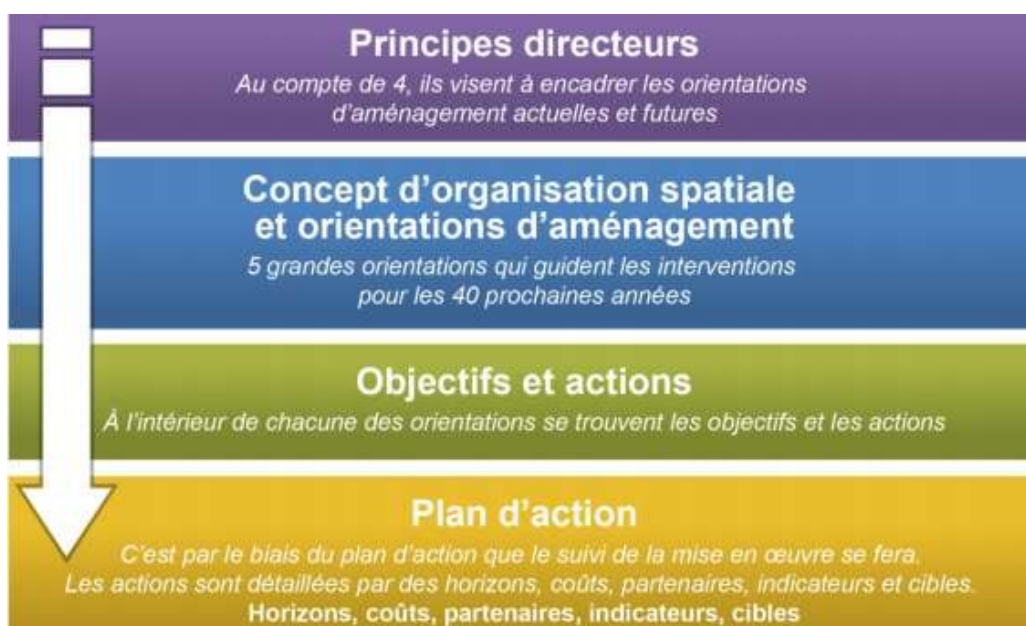 Principes directeurs
Au compte de 4, ils visent à encadrer les orientations
d'aménagement actuelles et futures
Concept d'organisation spatiale
et orientations d'aménagement
5 grandes orientations qui guident les interventions
pour les 40 prochaines années
Objectifs et actions
À l'intérieur de chacune des orientations se trouvent les objectifs et les actions
Plan d'action
C'est par le biais du plan d'action que le suivi de la mise en œuvre se fera.
Les actions sont détaillées par des horizons, coûts, partenaires, indicateurs et cibles.
Horizons, coûts, partenaires, indicateurs, cibles